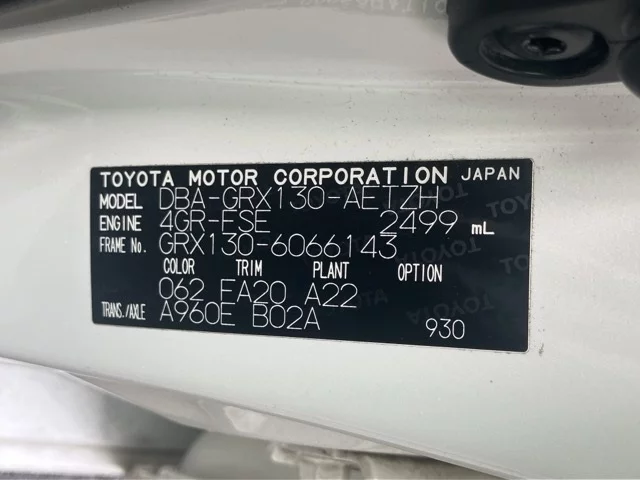 TOYOTA MOTOR CORPORATION JAPAN
MODEL DBA-GRX130-AETZH
ENGINE 4GR-FSE 2499 mL
FRAME NO. GRX130-6066143
COLOR TRIM PLANT OPTION
062 FA20 A22
TRANS./AXLE A960E B02A 930